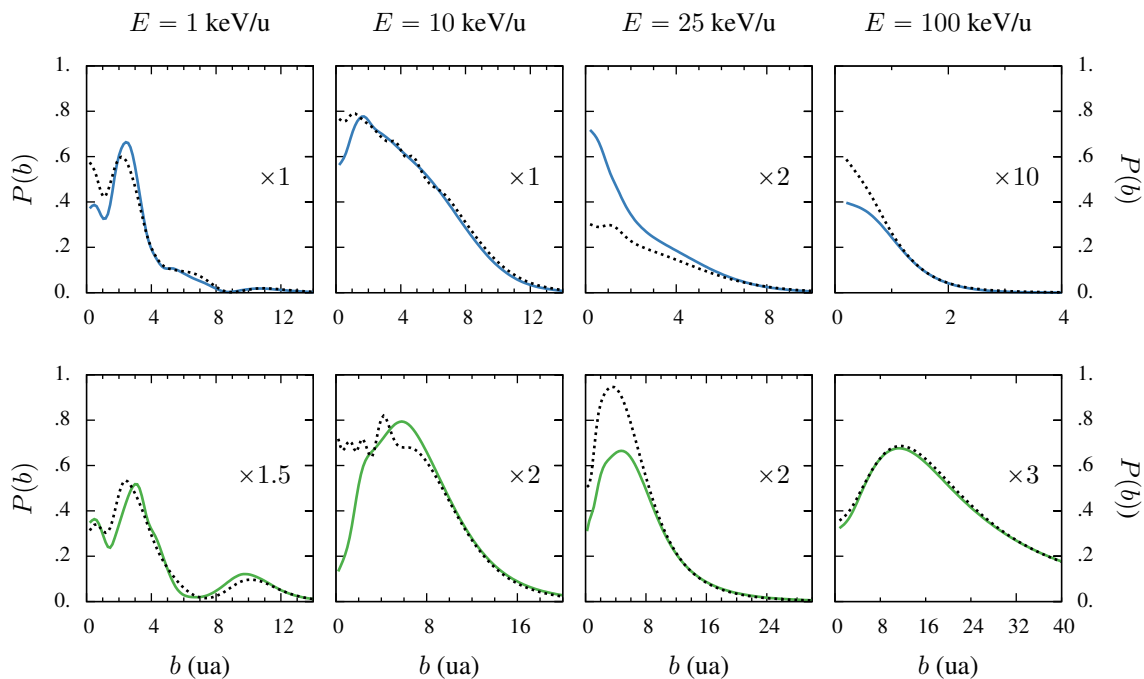 E = 1 keV/u E = 10 keV/u E = 25 keV/u E = 100 keV/u
P(b)
1.
.8
.6
.4
.2
0.
×1
0 4 8 12
×1
0 4 8 12
×2
0 4 8
×10
0 2 4
1.
.8
.6
.4
.2
0.
P(b)
P(b)
1.
.8
.6
.4
.2
0.
×1.5
0 4 8 12
×2
0 8 16
×2
0 8 16 24
×3
0 8 16 24 32 40
1.
.8
.6
.4
.2
0.
P(b))
b (ua) b (ua) b (ua) b (ua)